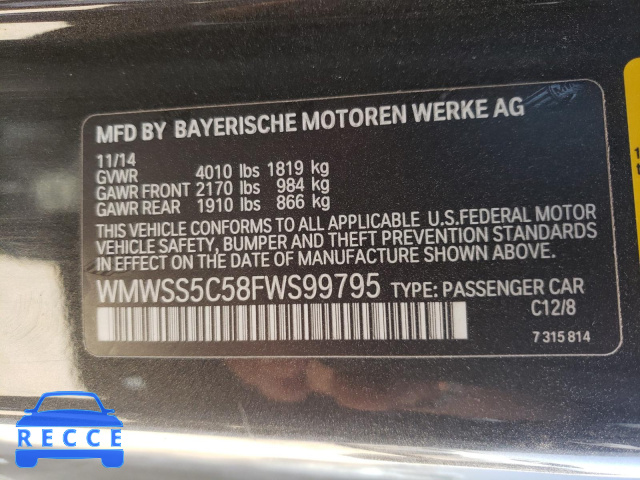 MFD BY BAYERISCHE MOTOREN WERKE AG
11/14
GVWR 4010 lbs 1819 kg
GAWR FRONT 2170 lbs 984 kg
GAWR REAR 1910 lbs 866 kg
THIS VEHICLE CONFORMS TO ALL APPLICABLE U.S.FEDERAL MOTOR
VEHICLE SAFETY, BUMPER AND THEFT PREVENTION STANDARDS
IN EFFECT ON THE DATE OF MANUFACTURE SHOWN ABOVE.
WMWSS5C58FWS99795 TYPE: PASSENGER CAR
C12/8
7 315 814
RECCE